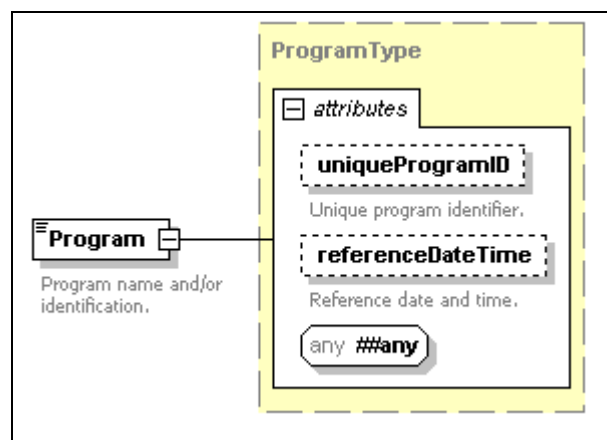 ProgramType
attributes
uniqueProgramID
Unique program identifier.
Program
Program name and/or
identification.
referenceDateTime
Reference date and time.
any ##any